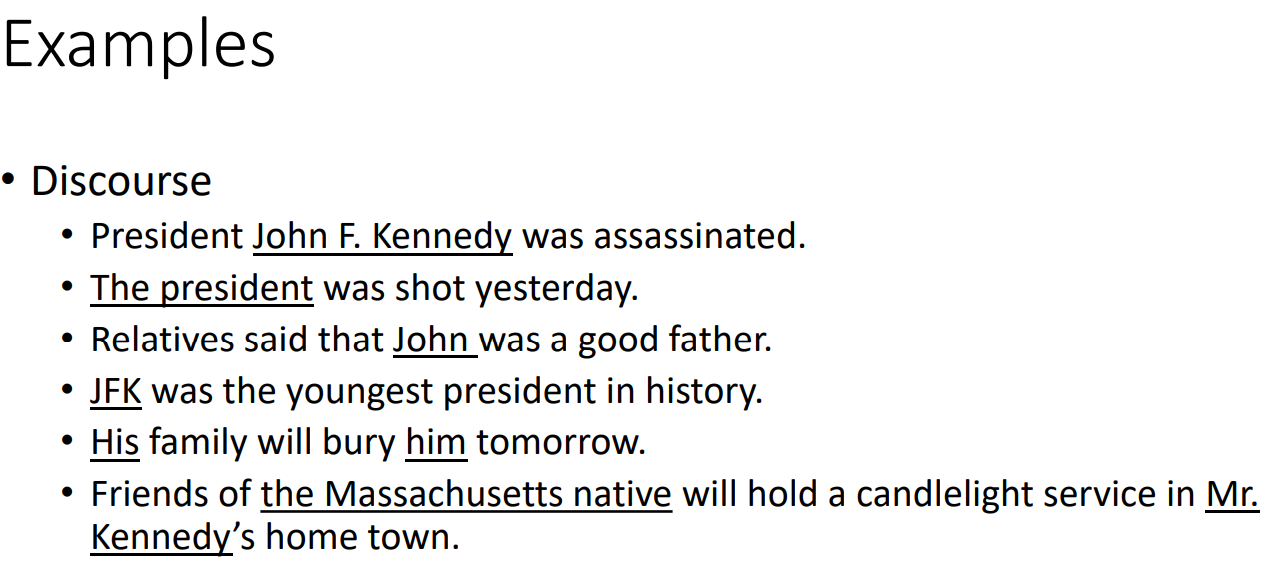 Examples
• Discourse
• President John F. Kennedy was assassinated.
• The president was shot yesterday.
• Relatives said that John was a good father.
• JFK was the youngest president in history.
• His family will bury him tomorrow.
• Friends of the Massachusetts native will hold a candlelight service in Mr.
Kennedy’s home town.